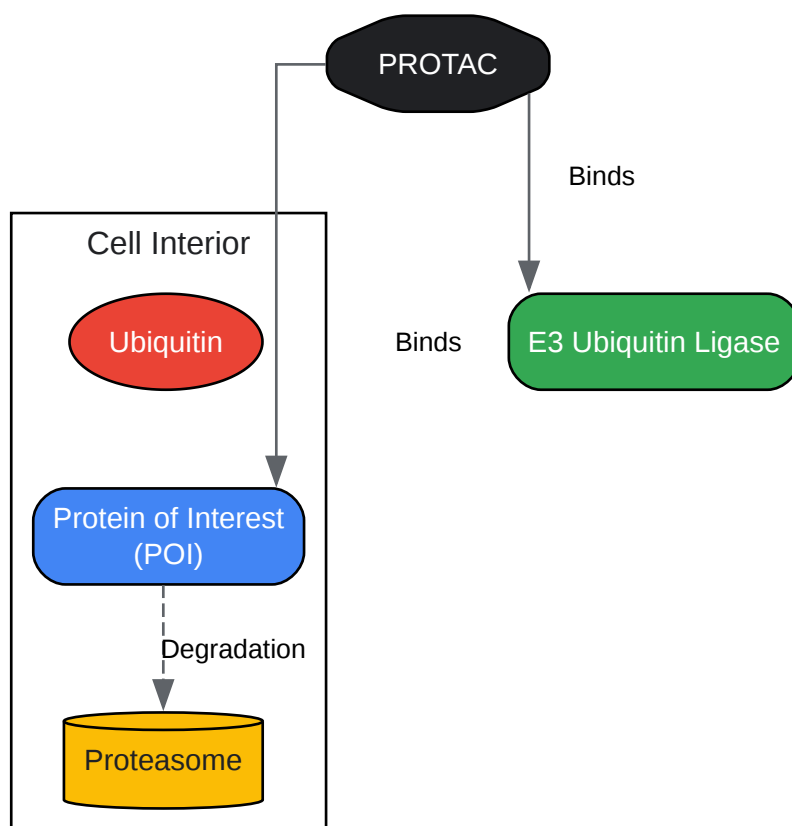 PROTAC
Binds
Cell Interior
Ubiquitin
Binds
E3 Ubiquitin Ligase
Protein of Interest
(POI)
Degradation
Proteasome